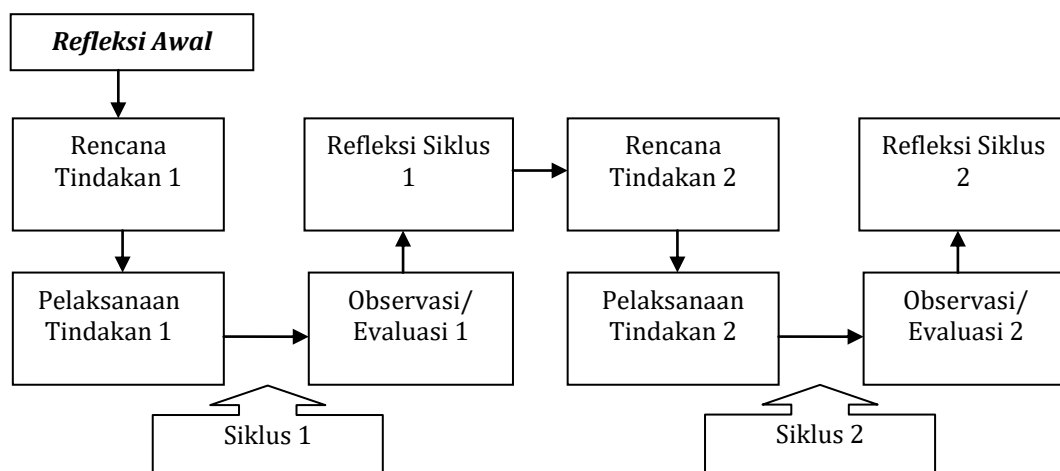 Refleksi Awal
Rencana
Tindakan 1
Pelaksanaan
Tindakan 1
Observasi/
Evaluasi 1
Refleksi Siklus
1
Siklus 1
Rencana
Tindakan 2
Pelaksanaan
Tindakan 2
Observasi/
Evaluasi 2
Refleksi Siklus
2
Siklus 2